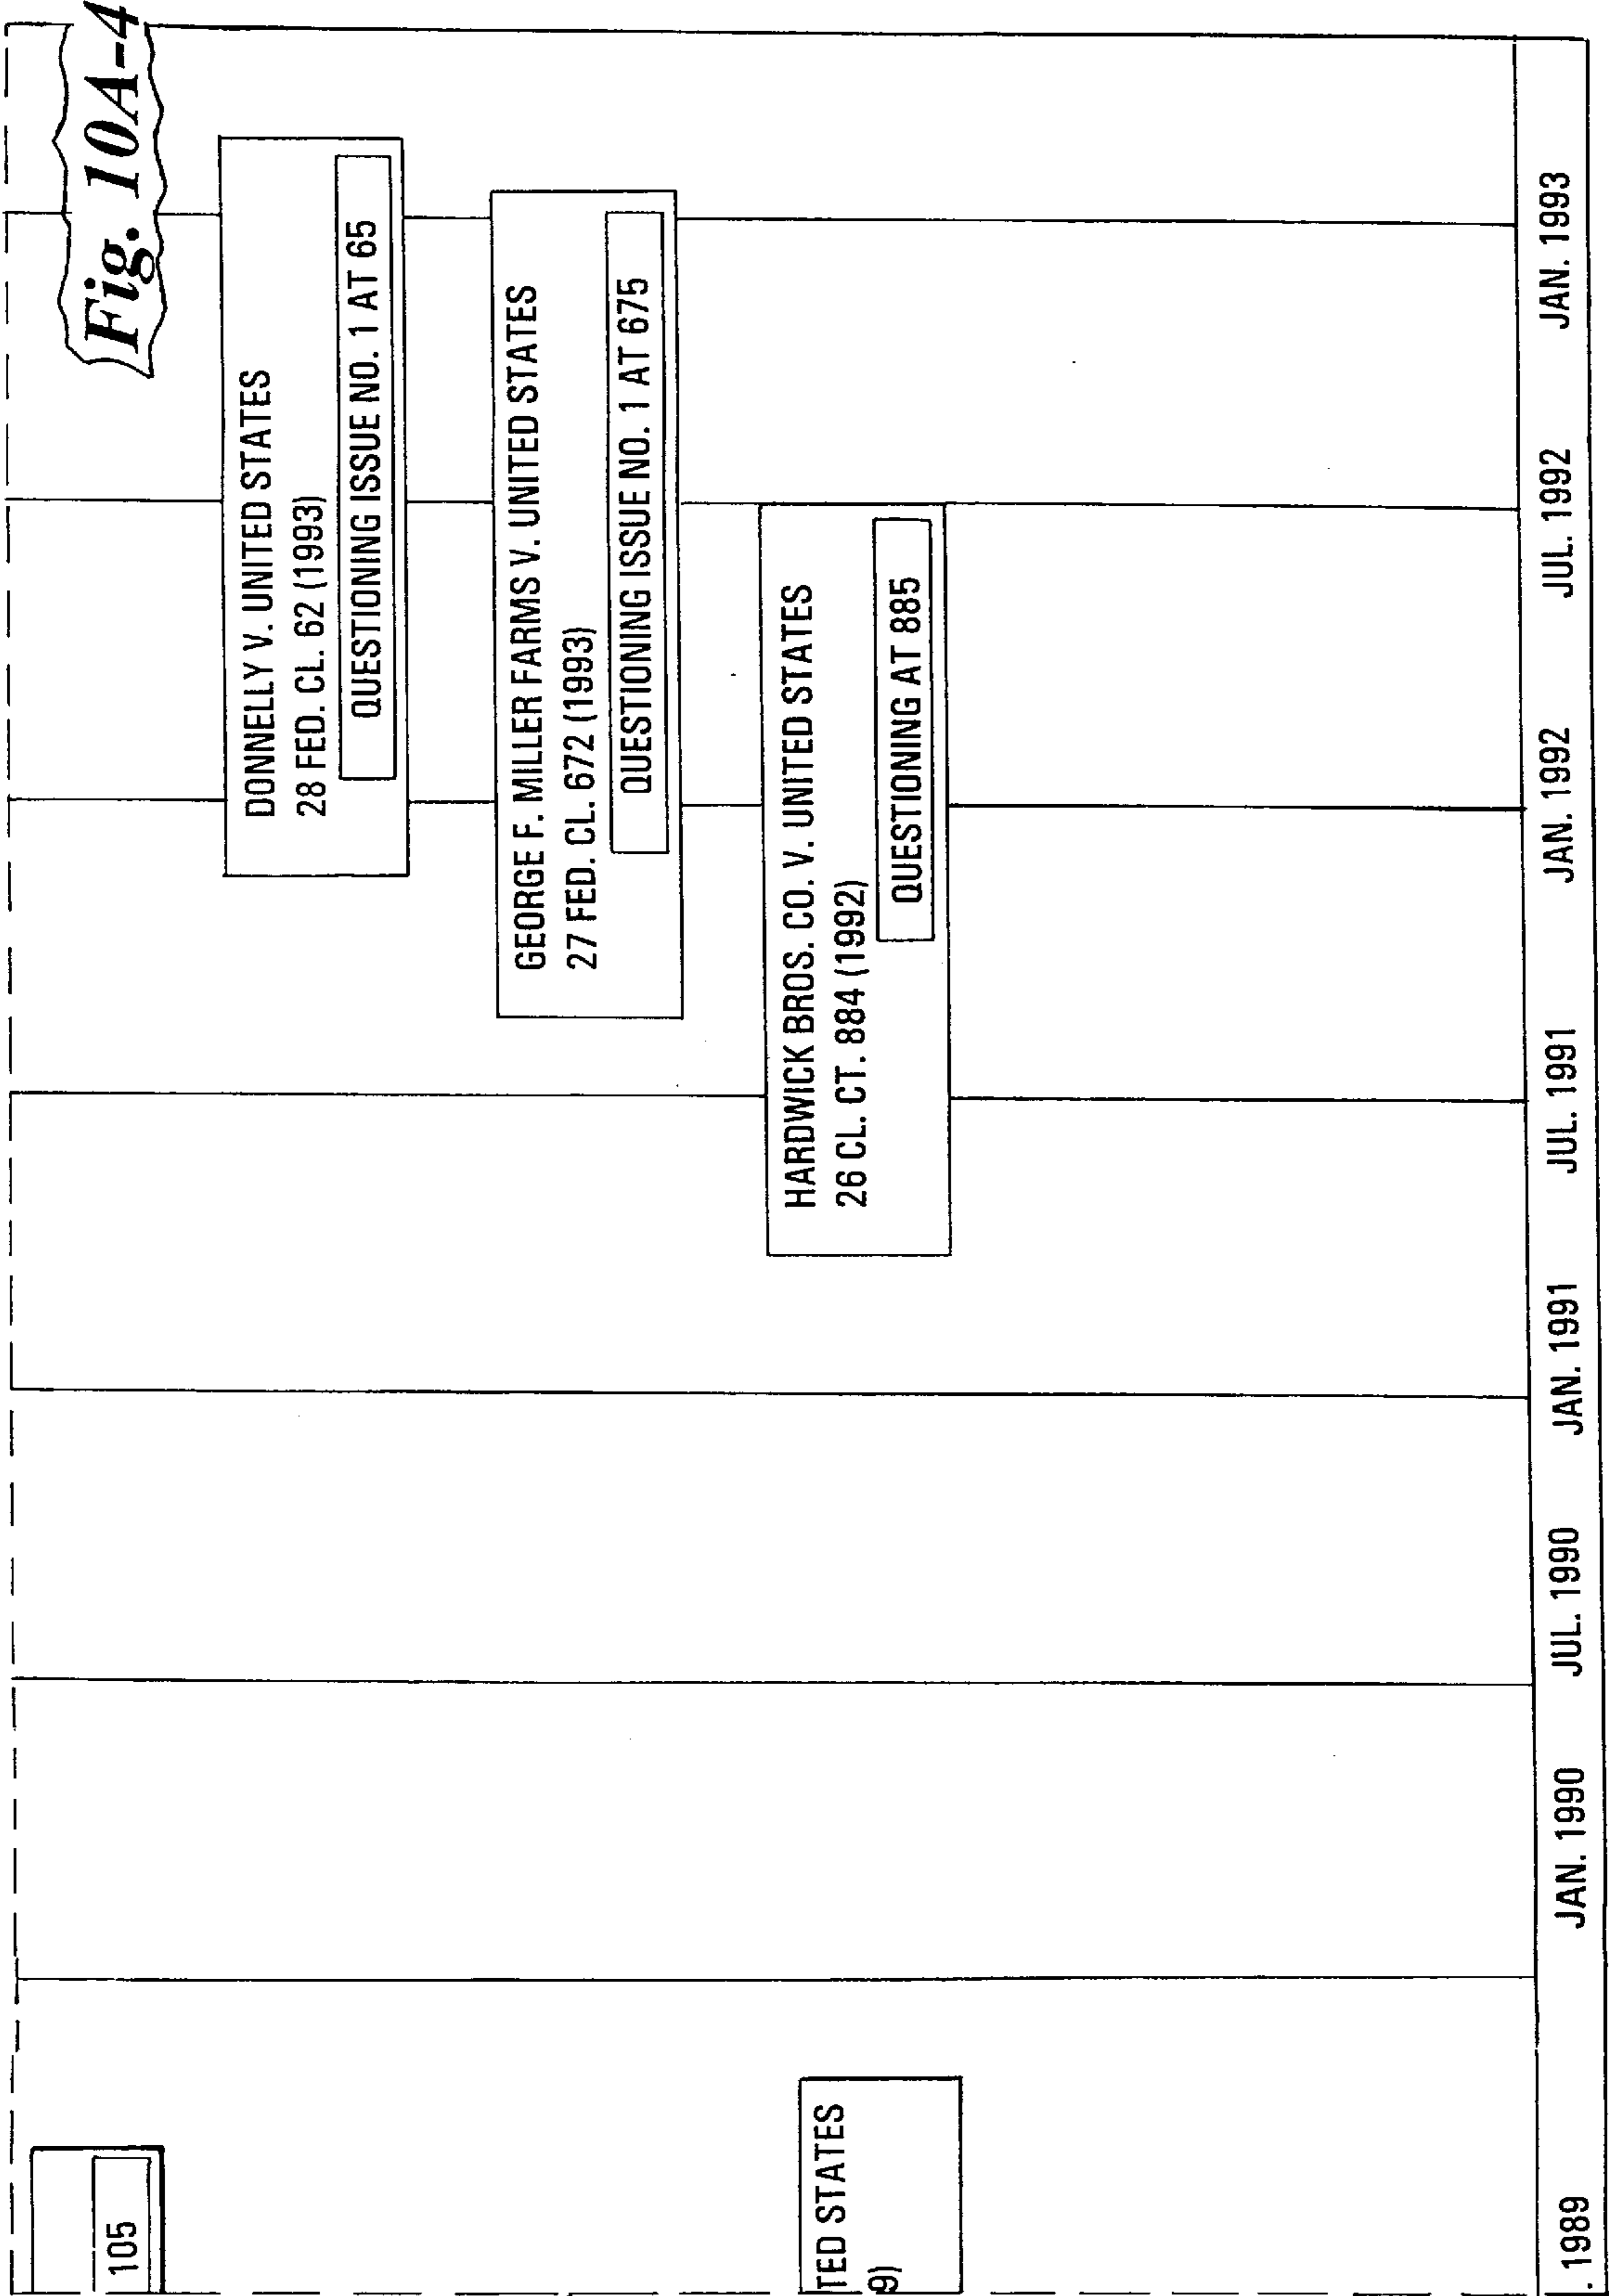 Fig. 10A-4
105
DONNELLY V. UNITED STATES
28 FED. CL. 62 (1993)
QUESTIONING ISSUE NO. 1 AT 65
GEORGE F. MILLER FARMS V. UNITED STATES
27 FED. CL. 672 (1993)
QUESTIONING ISSUE NO. 1 AT 675
TED STATES
9)
HARDWICK BROS. CO. V. UNITED STATES
26 CL. CT. 884 (1992)
QUESTIONING AT 885
. 1989
JAN. 1990
JUL. 1990
JAN. 1991
JUL. 1991
JAN. 1992
JUL. 1992
JAN. 1993